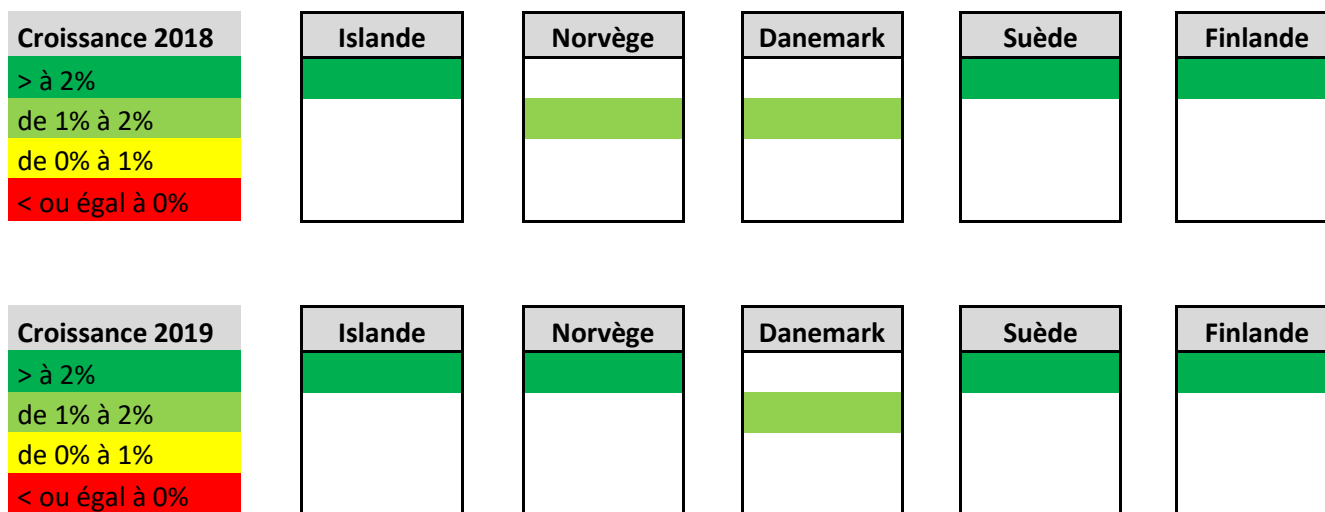 Croissance 2018 Islande Norvège Danemark Suède Finlande
> à 2%
de 1% à 2%
de 0% à 1%
< ou égal à 0%
Croissance 2019 Islande Norvège Danemark Suède Finlande
> à 2%
de 1% à 2%
de 0% à 1%
< ou égal à 0%